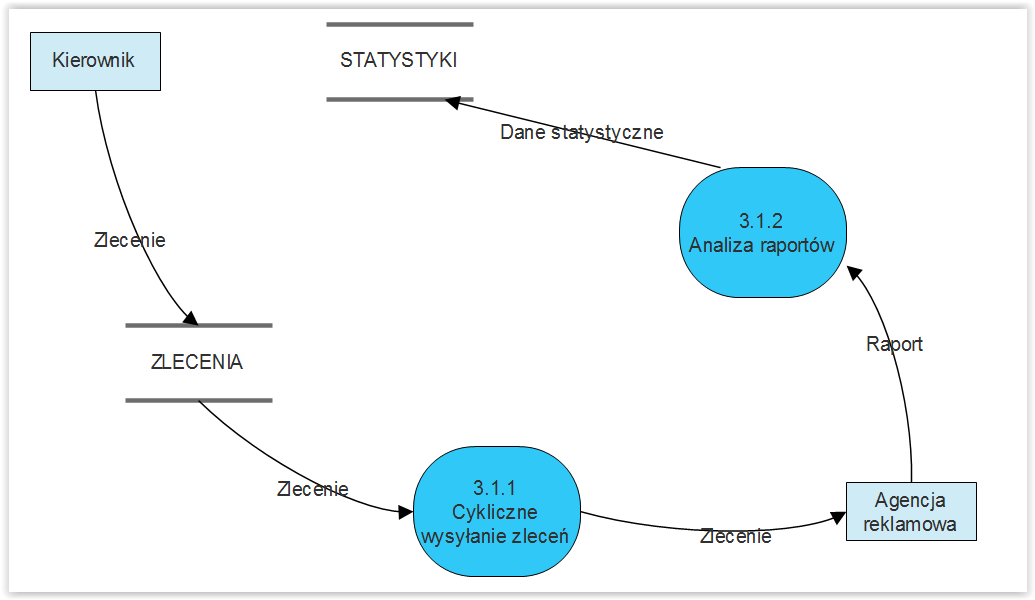 Kierownik
STATYSTYKI
Dane statystyczne
3.1.2
Analiza raportów
Zlecenie
Raport
ZLECENIA
Zlecenie
3.1.1
Cykliczne
wysyłanie zleceń
Zlecenie
Agencja
reklamowa